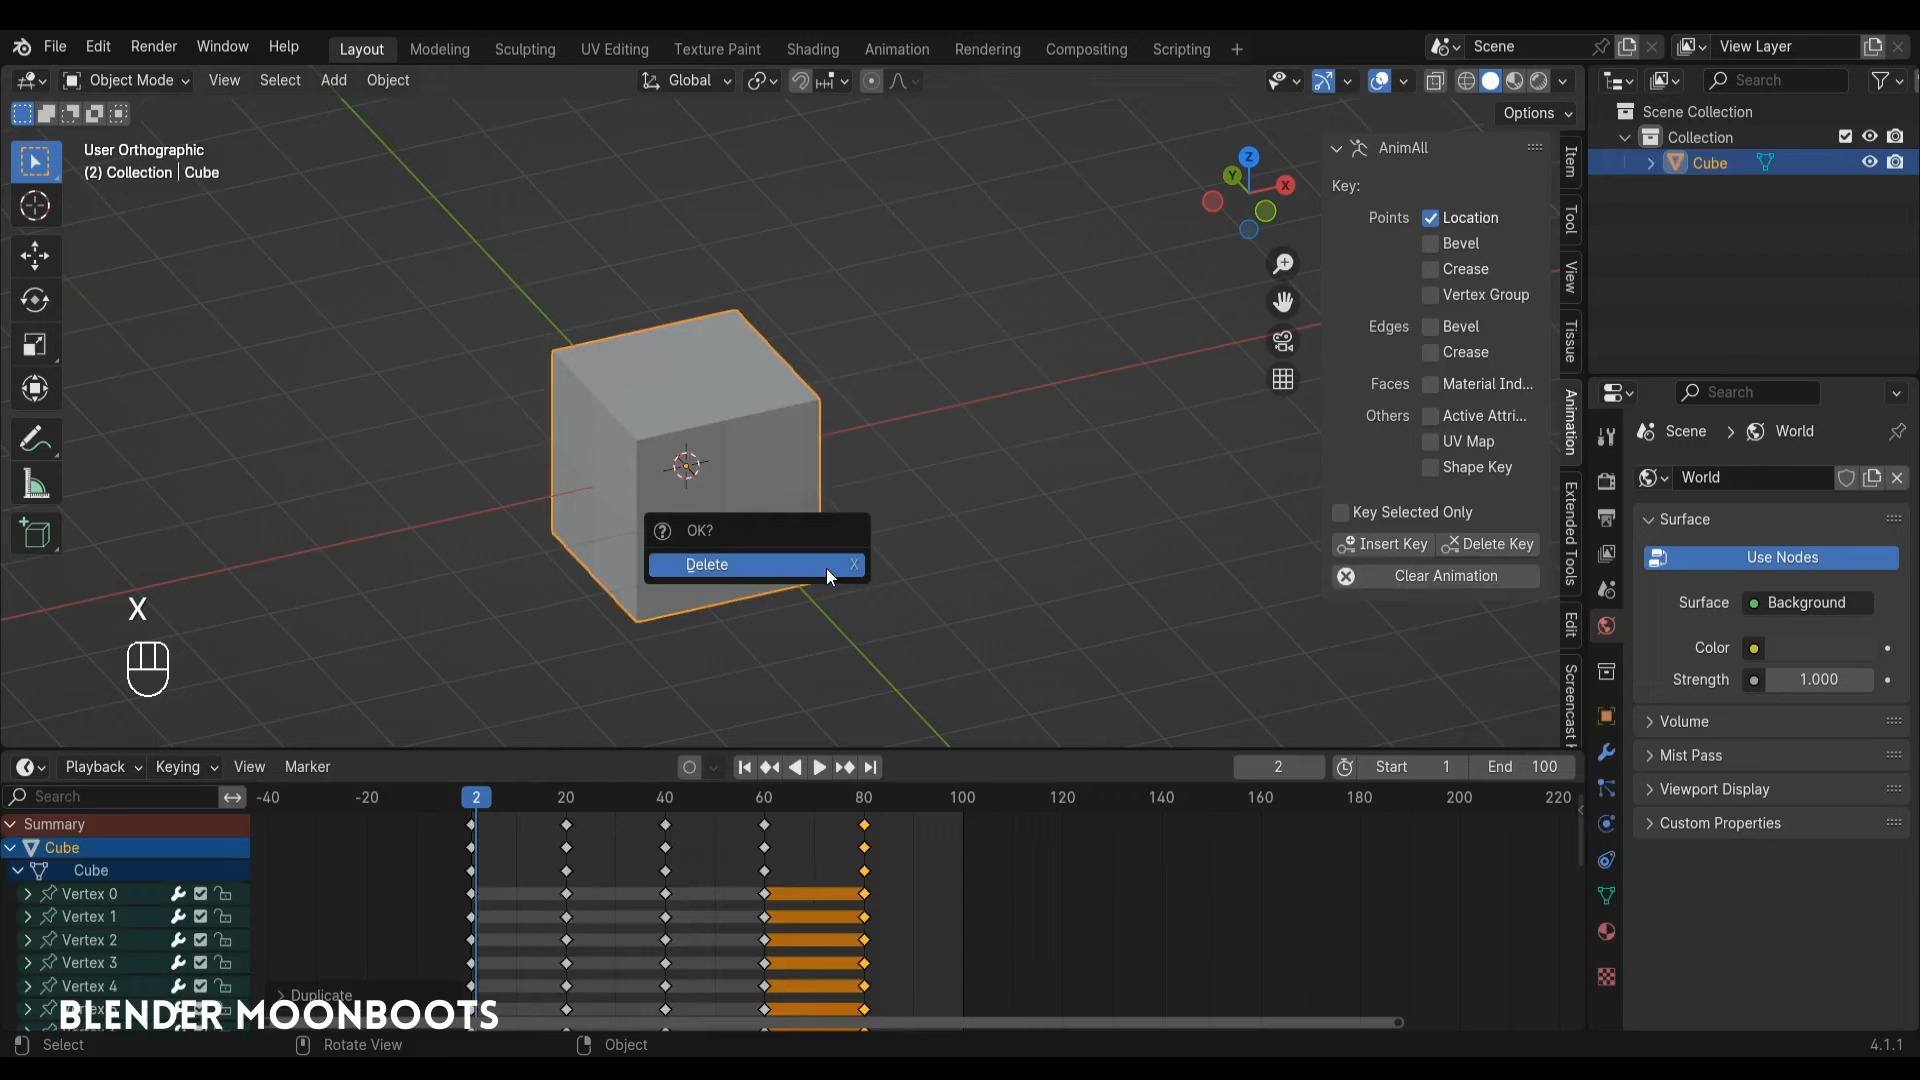 File Edit Render Window Help Layout Modeling Sculpting UV Editing Texture Paint Shading Animation Rendering Compositing Scripting + Scene View Layer
Object Mode View Select Add Object Global Search
Options
User Orthographic
(2) Collection | Cube
Z
Y
X
AnimAll
Key:
Points Location
Bevel
Crease
Vertex Group
Edges Bevel
Crease
Faces Material Ind...
Others Active Attri...
UV Map
Shape Key
Key Selected Only
Insert Key Delete Key
Clear Animation
Item
Tool
View
Tissue
Animation
Extended Tools
Edit
Screencast
OK?
Delete X
X
Scene Collection
Collection
Cube
Search
Scene > World
World
Surface
Use Nodes
Surface Background
Color
Strength 1.000
Volume
Mist Pass
Viewport Display
Custom Properties
Playback Keying View Marker 2 Start 1 End 100
Search -40 -20 2 20 40 60 80 100 120 140 160 180 200 220
Summary
Cube
Cube
Vertex 0
Vertex 1
Vertex 2
Vertex 3
Vertex 4
Duplicate
BLENDER MOONBOOTS
Select Rotate View Object 4.1.1